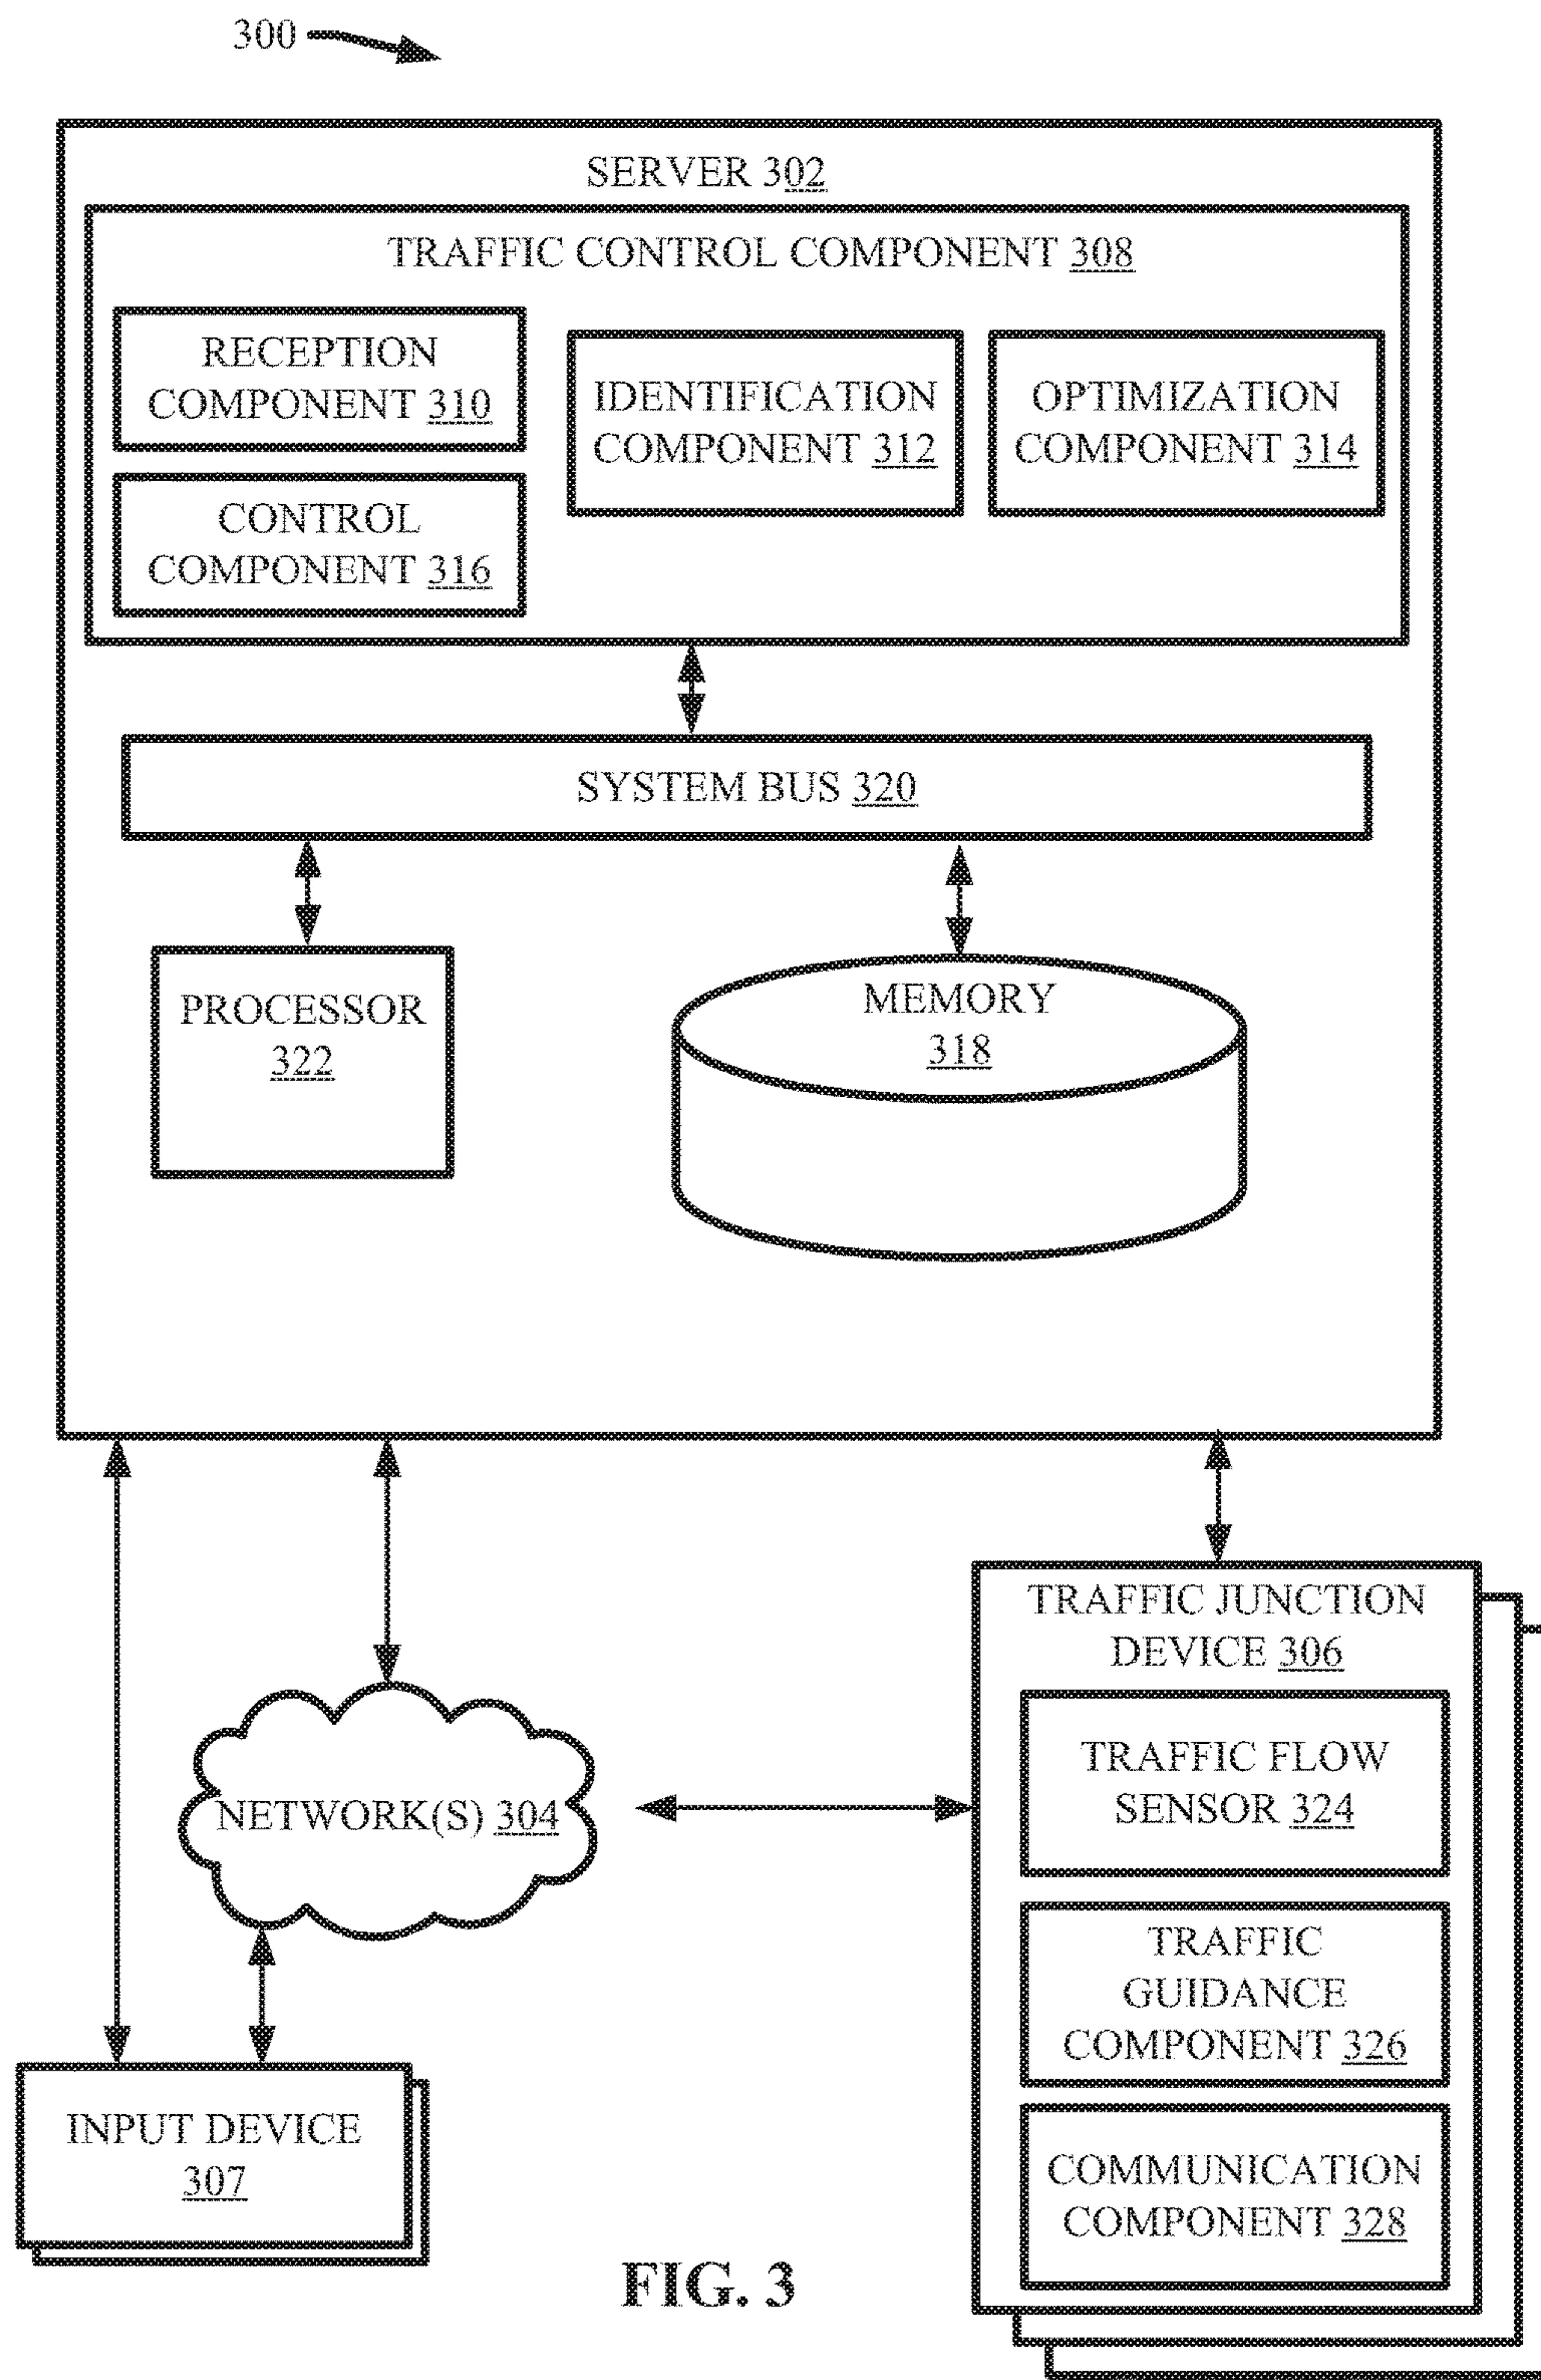 300
SERVER 302
TRAFFIC CONTROL COMPONENT 308
RECEPTION
COMPONENT 310
IDENTIFICATION
COMPONENT 312
OPTIMIZATION
COMPONENT 314
CONTROL
COMPONENT 316
SYSTEM BUS 320
PROCESSOR
322
MEMORY
318
TRAFFIC JUNCTION
DEVICE 306
TRAFFIC FLOW
SENSOR 324
NETWORK(S) 304
TRAFFIC
GUIDANCE
COMPONENT 326
INPUT DEVICE
307
COMMUNICATION
COMPONENT 328
FIG. 3